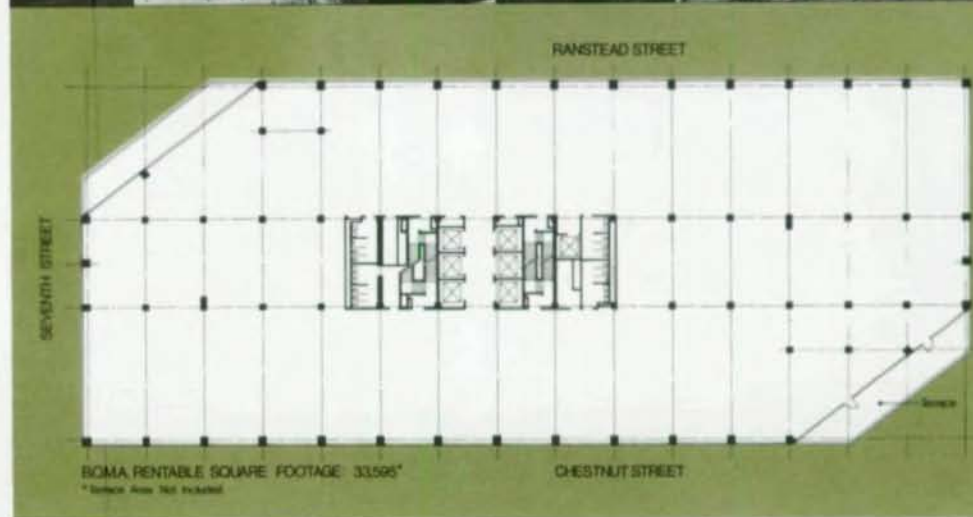 RANSTEAD STREET
SEVENTH STREET
Terrace
BOMA RENTABLE SQUARE FOOTAGE: 33,595*
CHESTNUT STREET
*Terrace Area Not Included